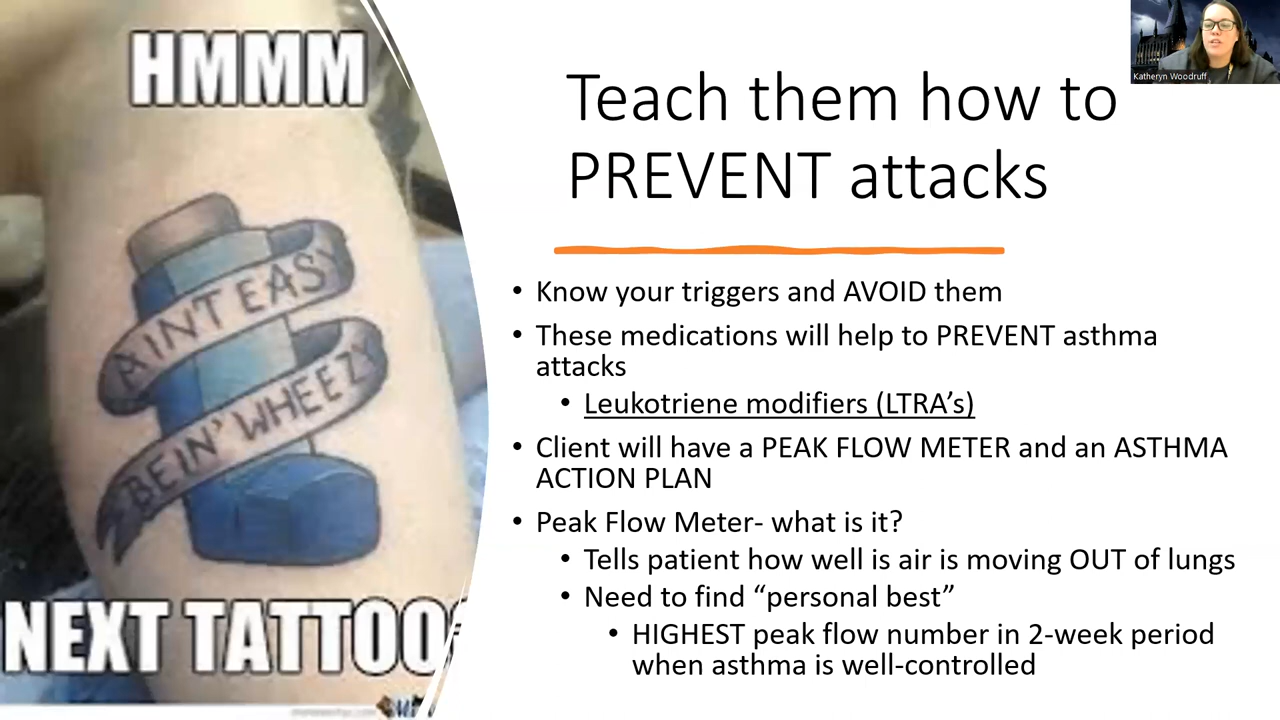 HMMM
AIN'T EASY
BEIN' WHEEZY
NEXT TATTOO?
Teach them how to
PREVENT attacks
Katheryn Woodruff
• Know your triggers and AVOID them
• These medications will help to PREVENT asthma
attacks
• Leukotriene modifiers (LTRA's)
• Client will have a PEAK FLOW METER and an ASTHMA
ACTION PLAN
• Peak Flow Meter- what is it?
• Tells patient how well is air is moving OUT of lungs
• Need to find “personal best”
• HIGHEST peak flow number in 2-week period
when asthma is well-controlled